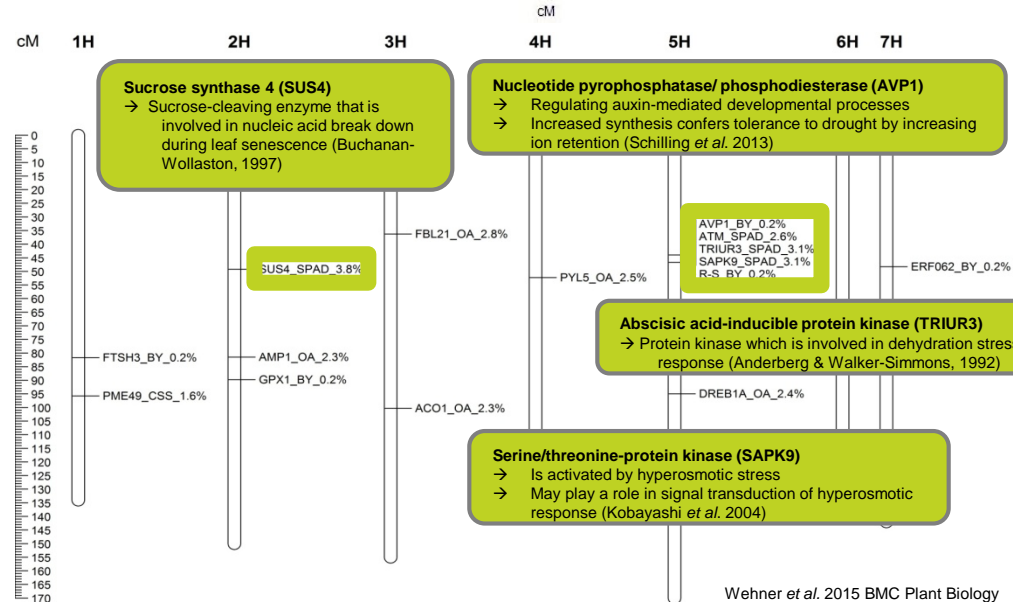 cM
cM 1H 2H 3H 4H 5H 6H 7H
Sucrose synthase 4 (SUS4)
→ Sucrose-cleaving enzyme that is
involved in nucleic acid break down
during leaf senescence (Buchanan-
Wollaston, 1997)
Nucleotide pyrophosphatase/ phosphodiesterase (AVP1)
→ Regulating auxin-mediated developmental processes
→ Increased synthesis confers tolerance to drought by increasing
ion retention (Schilling et al. 2013)
0
5
10
15
20
25
30
35
40
45
50
55
60
65
70
75
80
85
90
95
100
105
110
115
120
125
130
135
140
145
150
155
160
165
170
FTSH3_BY_0.2%
PME49_CSS_1.6%
SUS4_SPAD_3.8%
AMP1_OA_2.3%
GPX1_BY_0.2%
FBL21_OA_2.8%
ACO1_OA_2.3%
PYL5_OA_2.5%
AVP1_BY_0.2%
ATM_SPAD_2.6%
TRIUR3_SPAD_3.1%
SAPK9_SPAD_3.1%
R-S_BY_0.2%
ERF062_BY_0.2%
Abscisic acid-inducible protein kinase (TRIUR3)
→ Protein kinase which is involved in dehydration stress
response (Anderberg & Walker-Simmons, 1992)
DREB1A_OA_2.4%
Serine/threonine-protein kinase (SAPK9)
→ Is activated by hyperosmotic stress
→ May play a role in signal transduction of hyperosmotic
response (Kobayashi et al. 2004)
Wehner et al. 2015 BMC Plant Biology